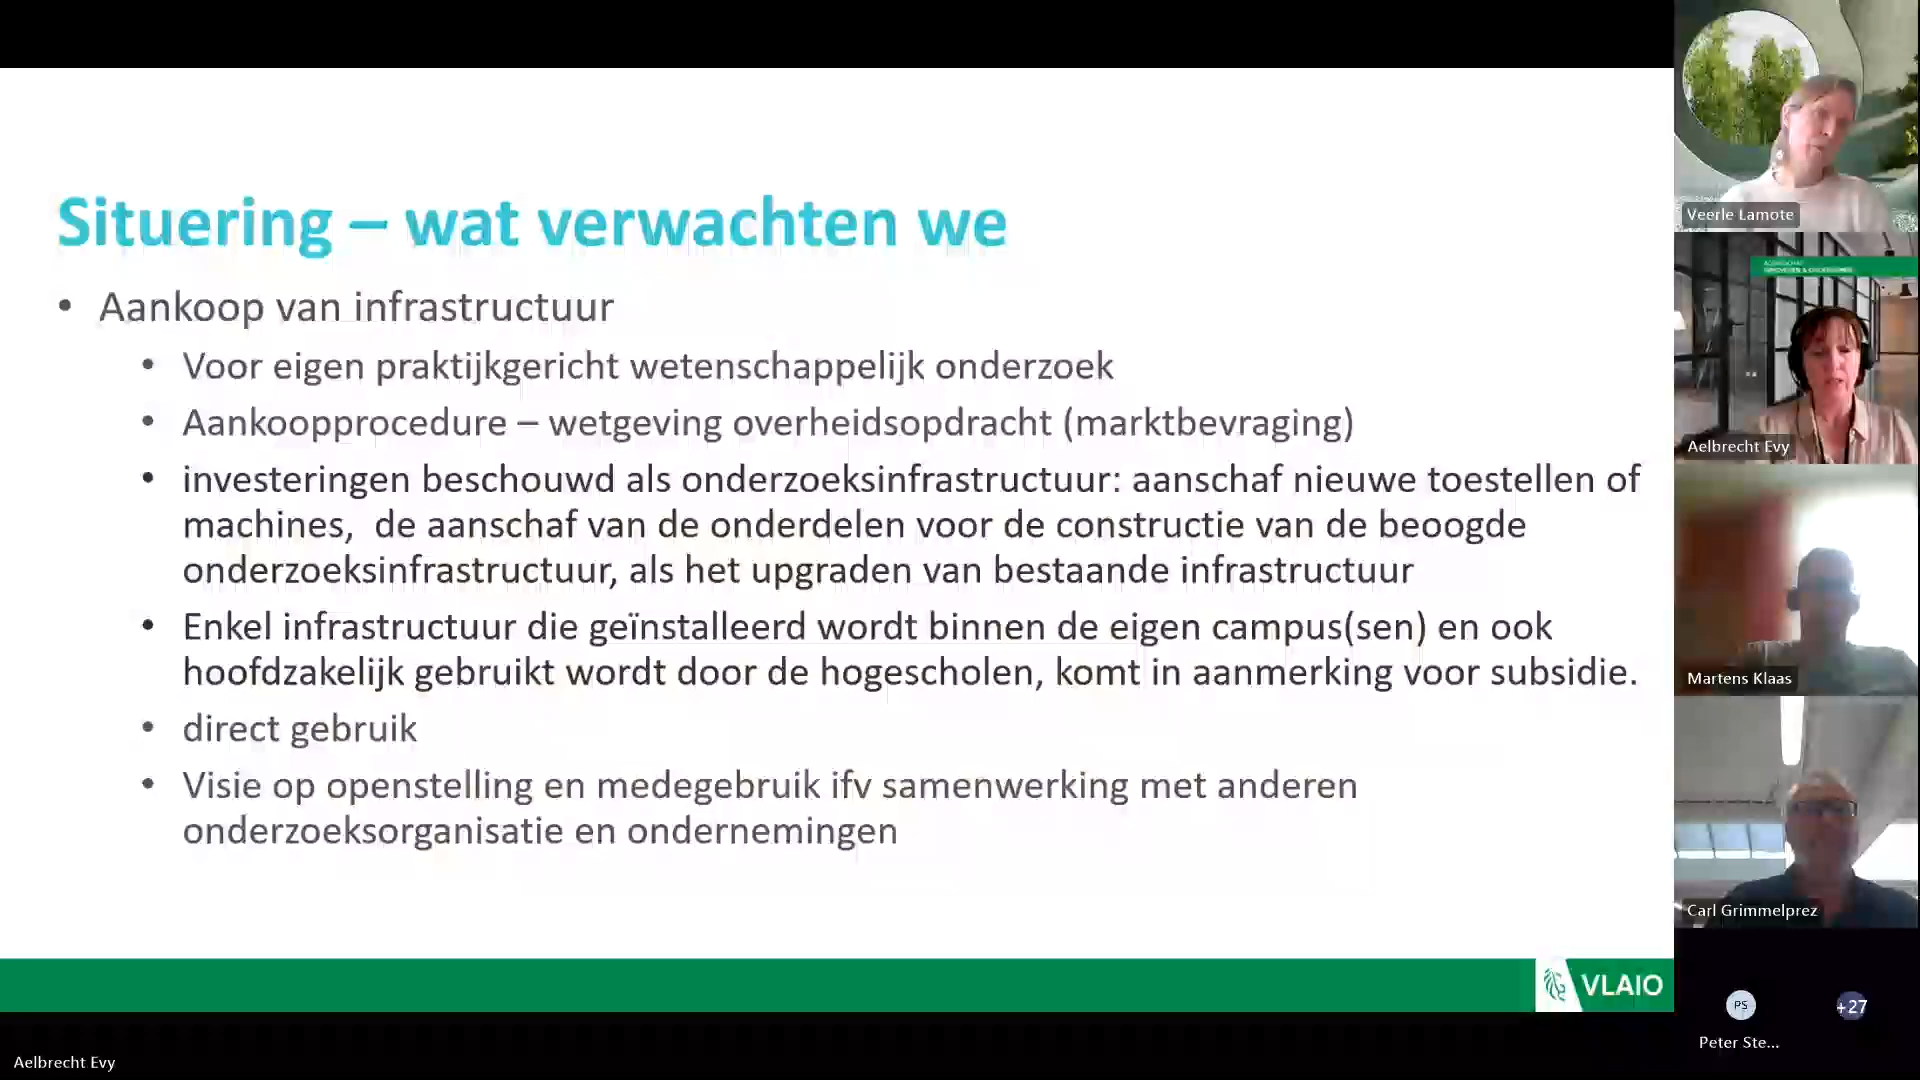 Situering – wat verwachten we
• Aankoop van infrastructuur
• Voor eigen praktijkgericht wetenschappelijk onderzoek
• Aankoopprocedure – wetgeving overheidsopdracht (marktbevraging)
• investeringen beschouwd als onderzoeksinfrastructuur: aanschaf nieuwe toestellen of
machines,  de aanschaf van de onderdelen voor de constructie van de beoogde
onderzoeksinfrastructuur, als het upgraden van bestaande infrastructuur
• Enkel infrastructuur die geïnstalleerd wordt binnen de eigen campus(sen) en ook
hoofdzakelijk gebruikt wordt door de hogescholen, komt in aanmerking voor subsidie.
• direct gebruik
• Visie op openstelling en medegebruik ifv samenwerking met anderen
onderzoeksorganisatie en ondernemingen
VLAIO
Aelbrecht Evy
Veerle Lamote
Aelbrecht Evy
Martens Klaas
Carl Grimmelprez
PS
+27
Peter Ste...